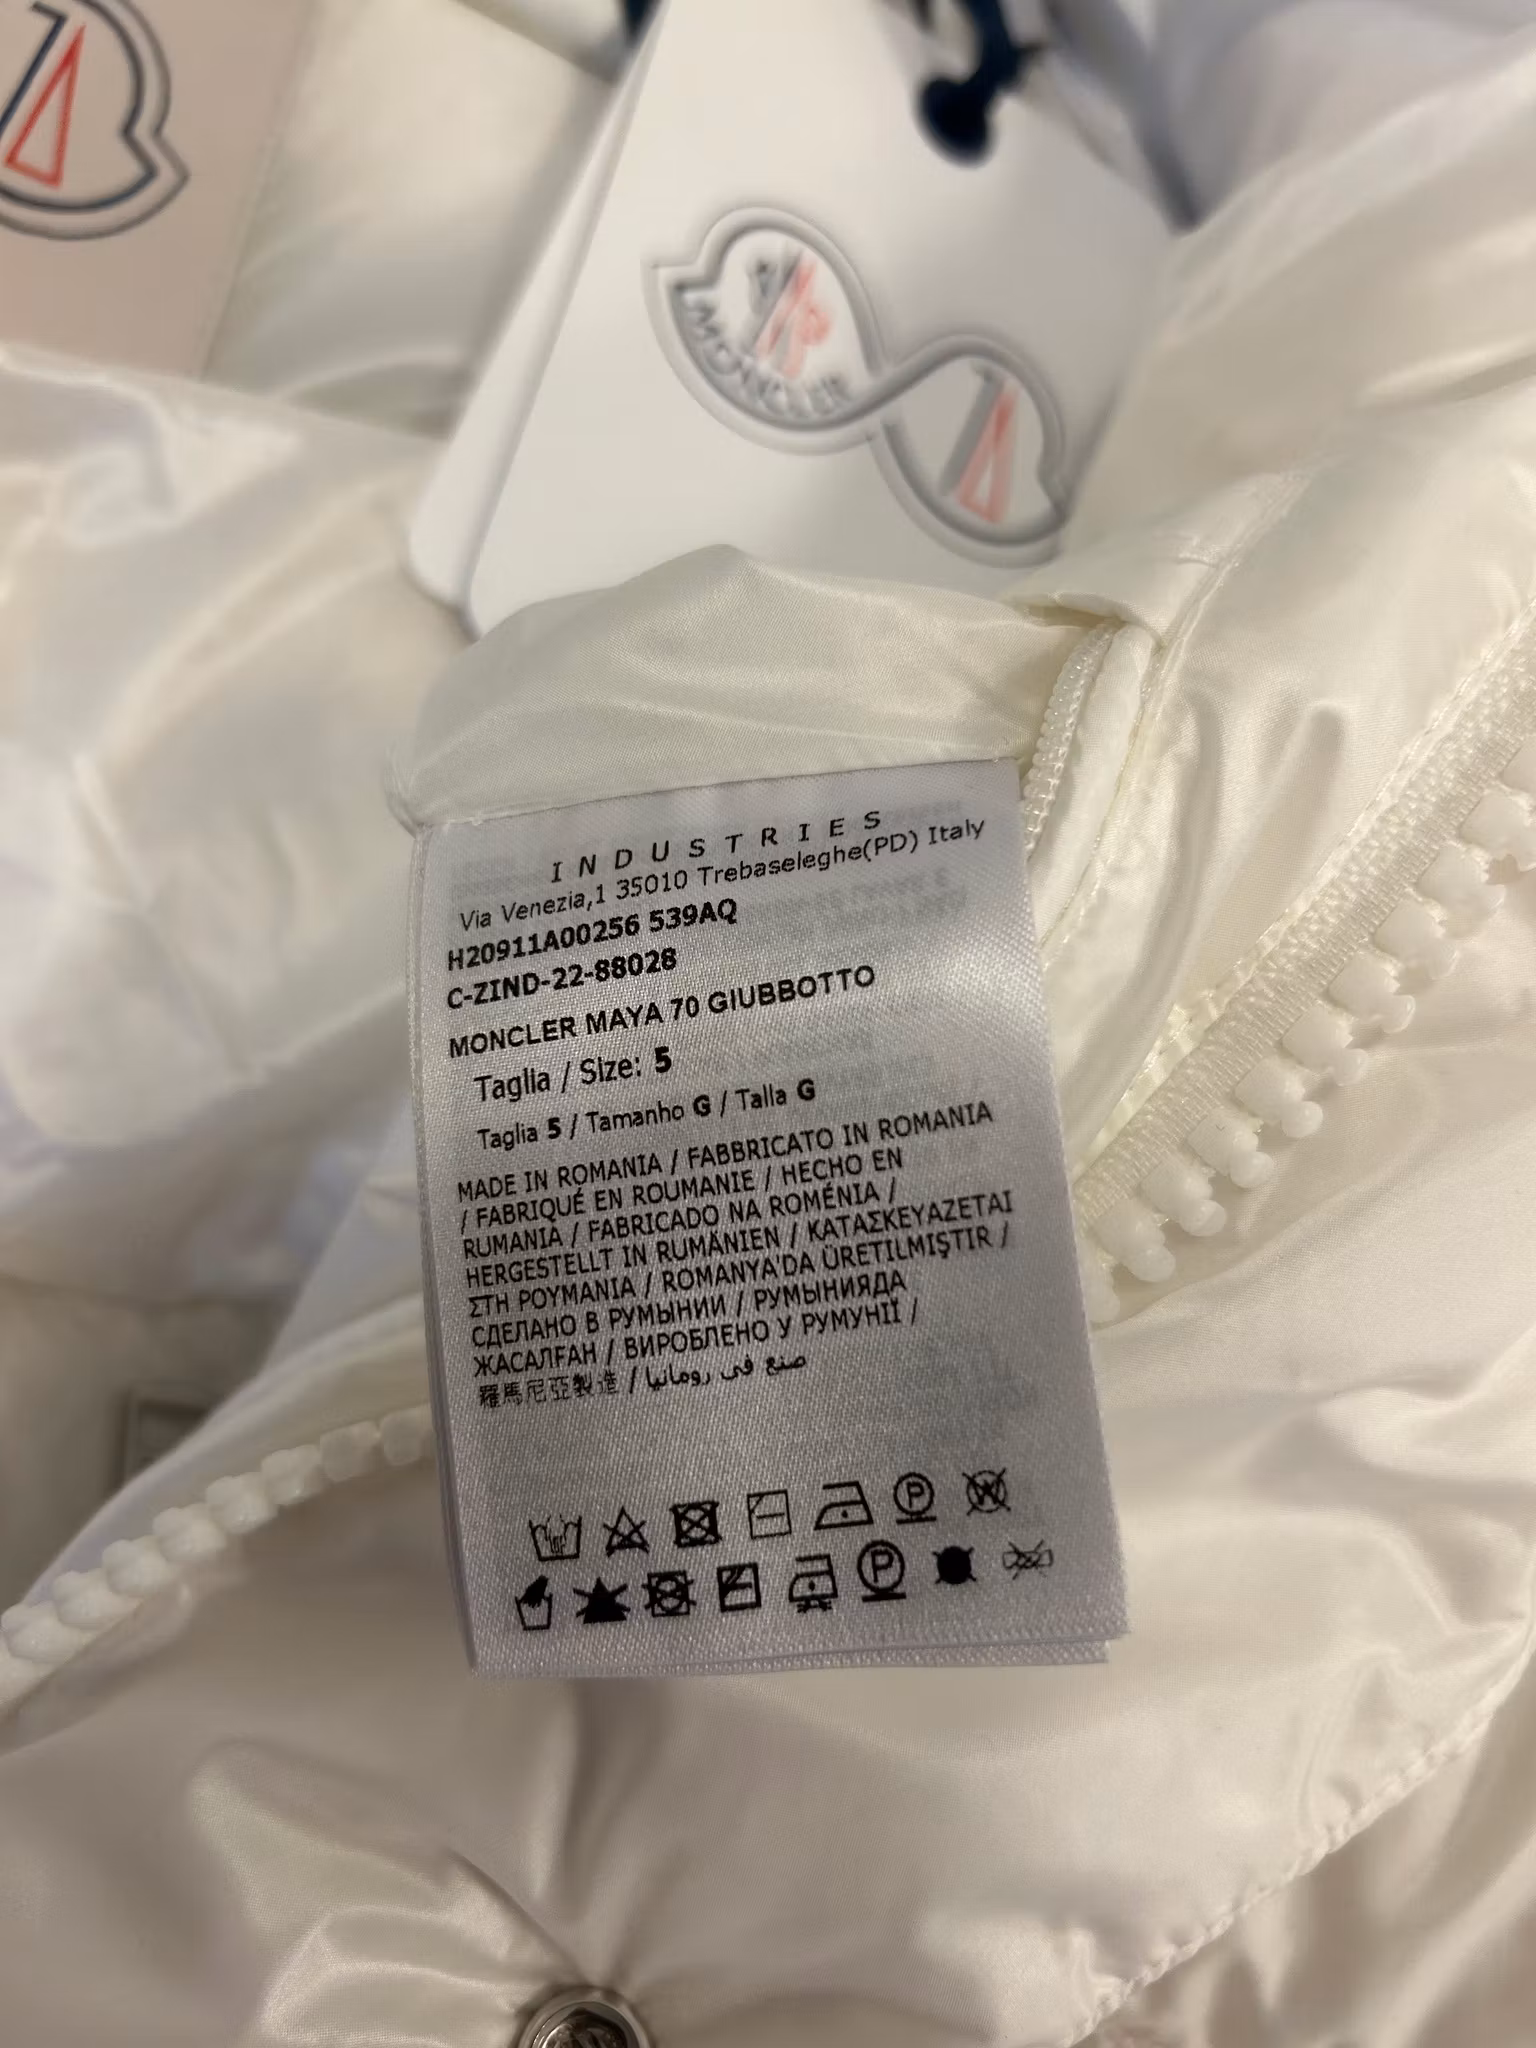 MONCLER
INDUSTRIES
Via Venezia,1 35010 Trebaseleghe(PD) Italy
H20911A00256 539AQ
C-ZIND-22-88028
MONCLER MAYA 70 GIUBBOTTO
Taglia / Size: 5
Taglia 5 / Tamanho G / Talla G
MADE IN ROMANIA / FABBRICATO IN ROMANIA
/ FABRIQUÉ EN ROUMANIE / HECHO EN
RUMANIA / FABRICADO NA ROMÉNIA /
HERGESTELLT IN RUMÄNIEN / ΚΑΤΑΣΚΕΥΑΖΕΤΑΙ
ΣΤΗ ΡΟΥΜΑΝΙΑ / ROMANYA'DA ÜRETILMIŞTIR /
СДЕЛАНО В РУМЫНИИ / РУМЫНИЯДА
ЖАСАЛҒАН / ВИРОБЛЕНО У РУМУНІЇ /
羅馬尼亞製造 / صنع في رومانيا
P W
P